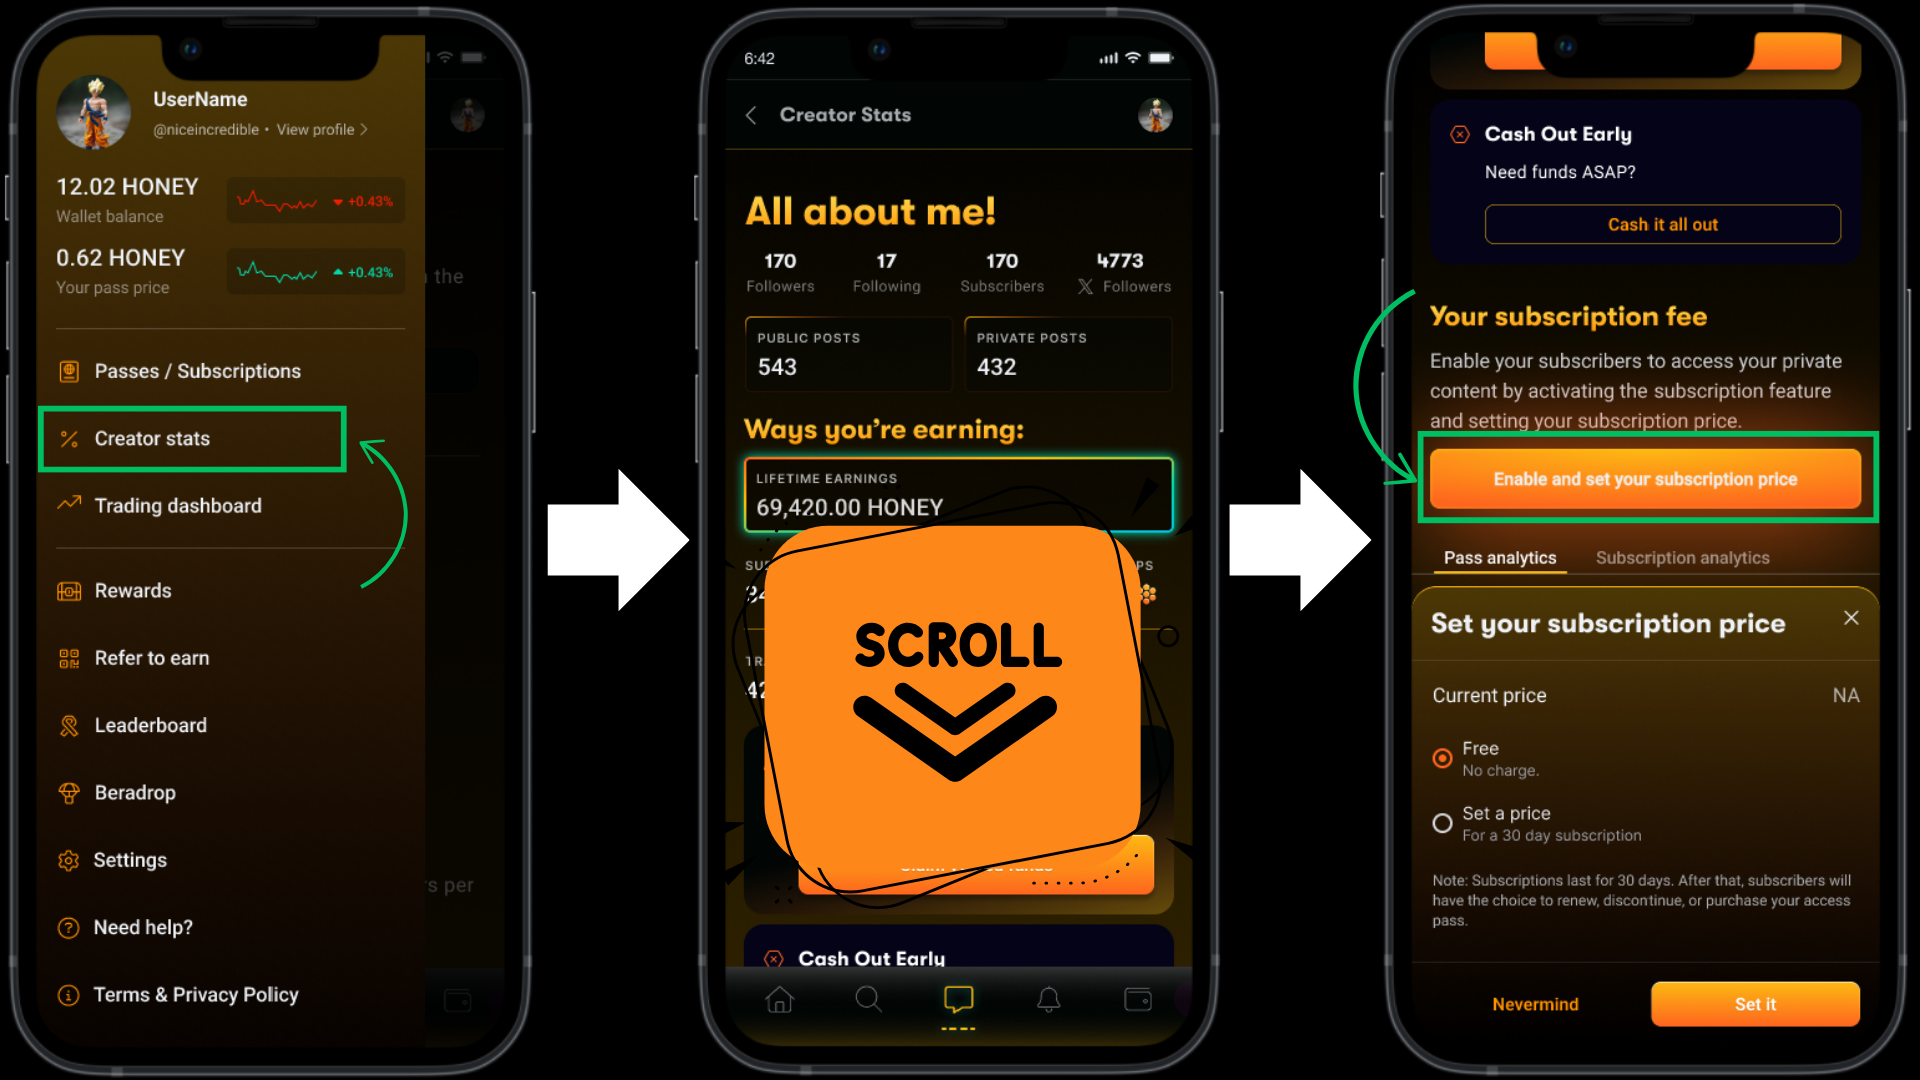 UserName
@niceincredible • View profile >
12.02 HONEY
Wallet balance
+0.43%
0.62 HONEY
Your pass price
+0.43%
the
Passes / Subscriptions
Creator stats
Trading dashboard
Rewards
Refer to earn
Leaderboard
Beradrop
Settings
s per
Need help?
Terms & Privacy Policy
6:42
Creator Stats
All about me!
170
Followers
17
Following
170
Subscribers
4773
X Followers
PUBLIC POSTS
543
PRIVATE POSTS
432
Ways you're earning:
LIFETIME EARNINGS
69,420.00 HONEY
PS
SCROLL
Cash Out Early
Cash Out Early
Need funds ASAP?
Cash it all out
Your subscription fee
Enable your subscribers to access your private
content by activating the subscription feature
and setting your subscription price.
Enable and set your subscription price
Pass analytics
Subscription analytics
Set your subscription price
Current price
NA
Free
No charge.
Set a price
For a 30 day subscription
Note: Subscriptions last for 30 days. After that, subscribers will
have the choice to renew, discontinue, or purchase your access
pass.
Nevermind
Set it